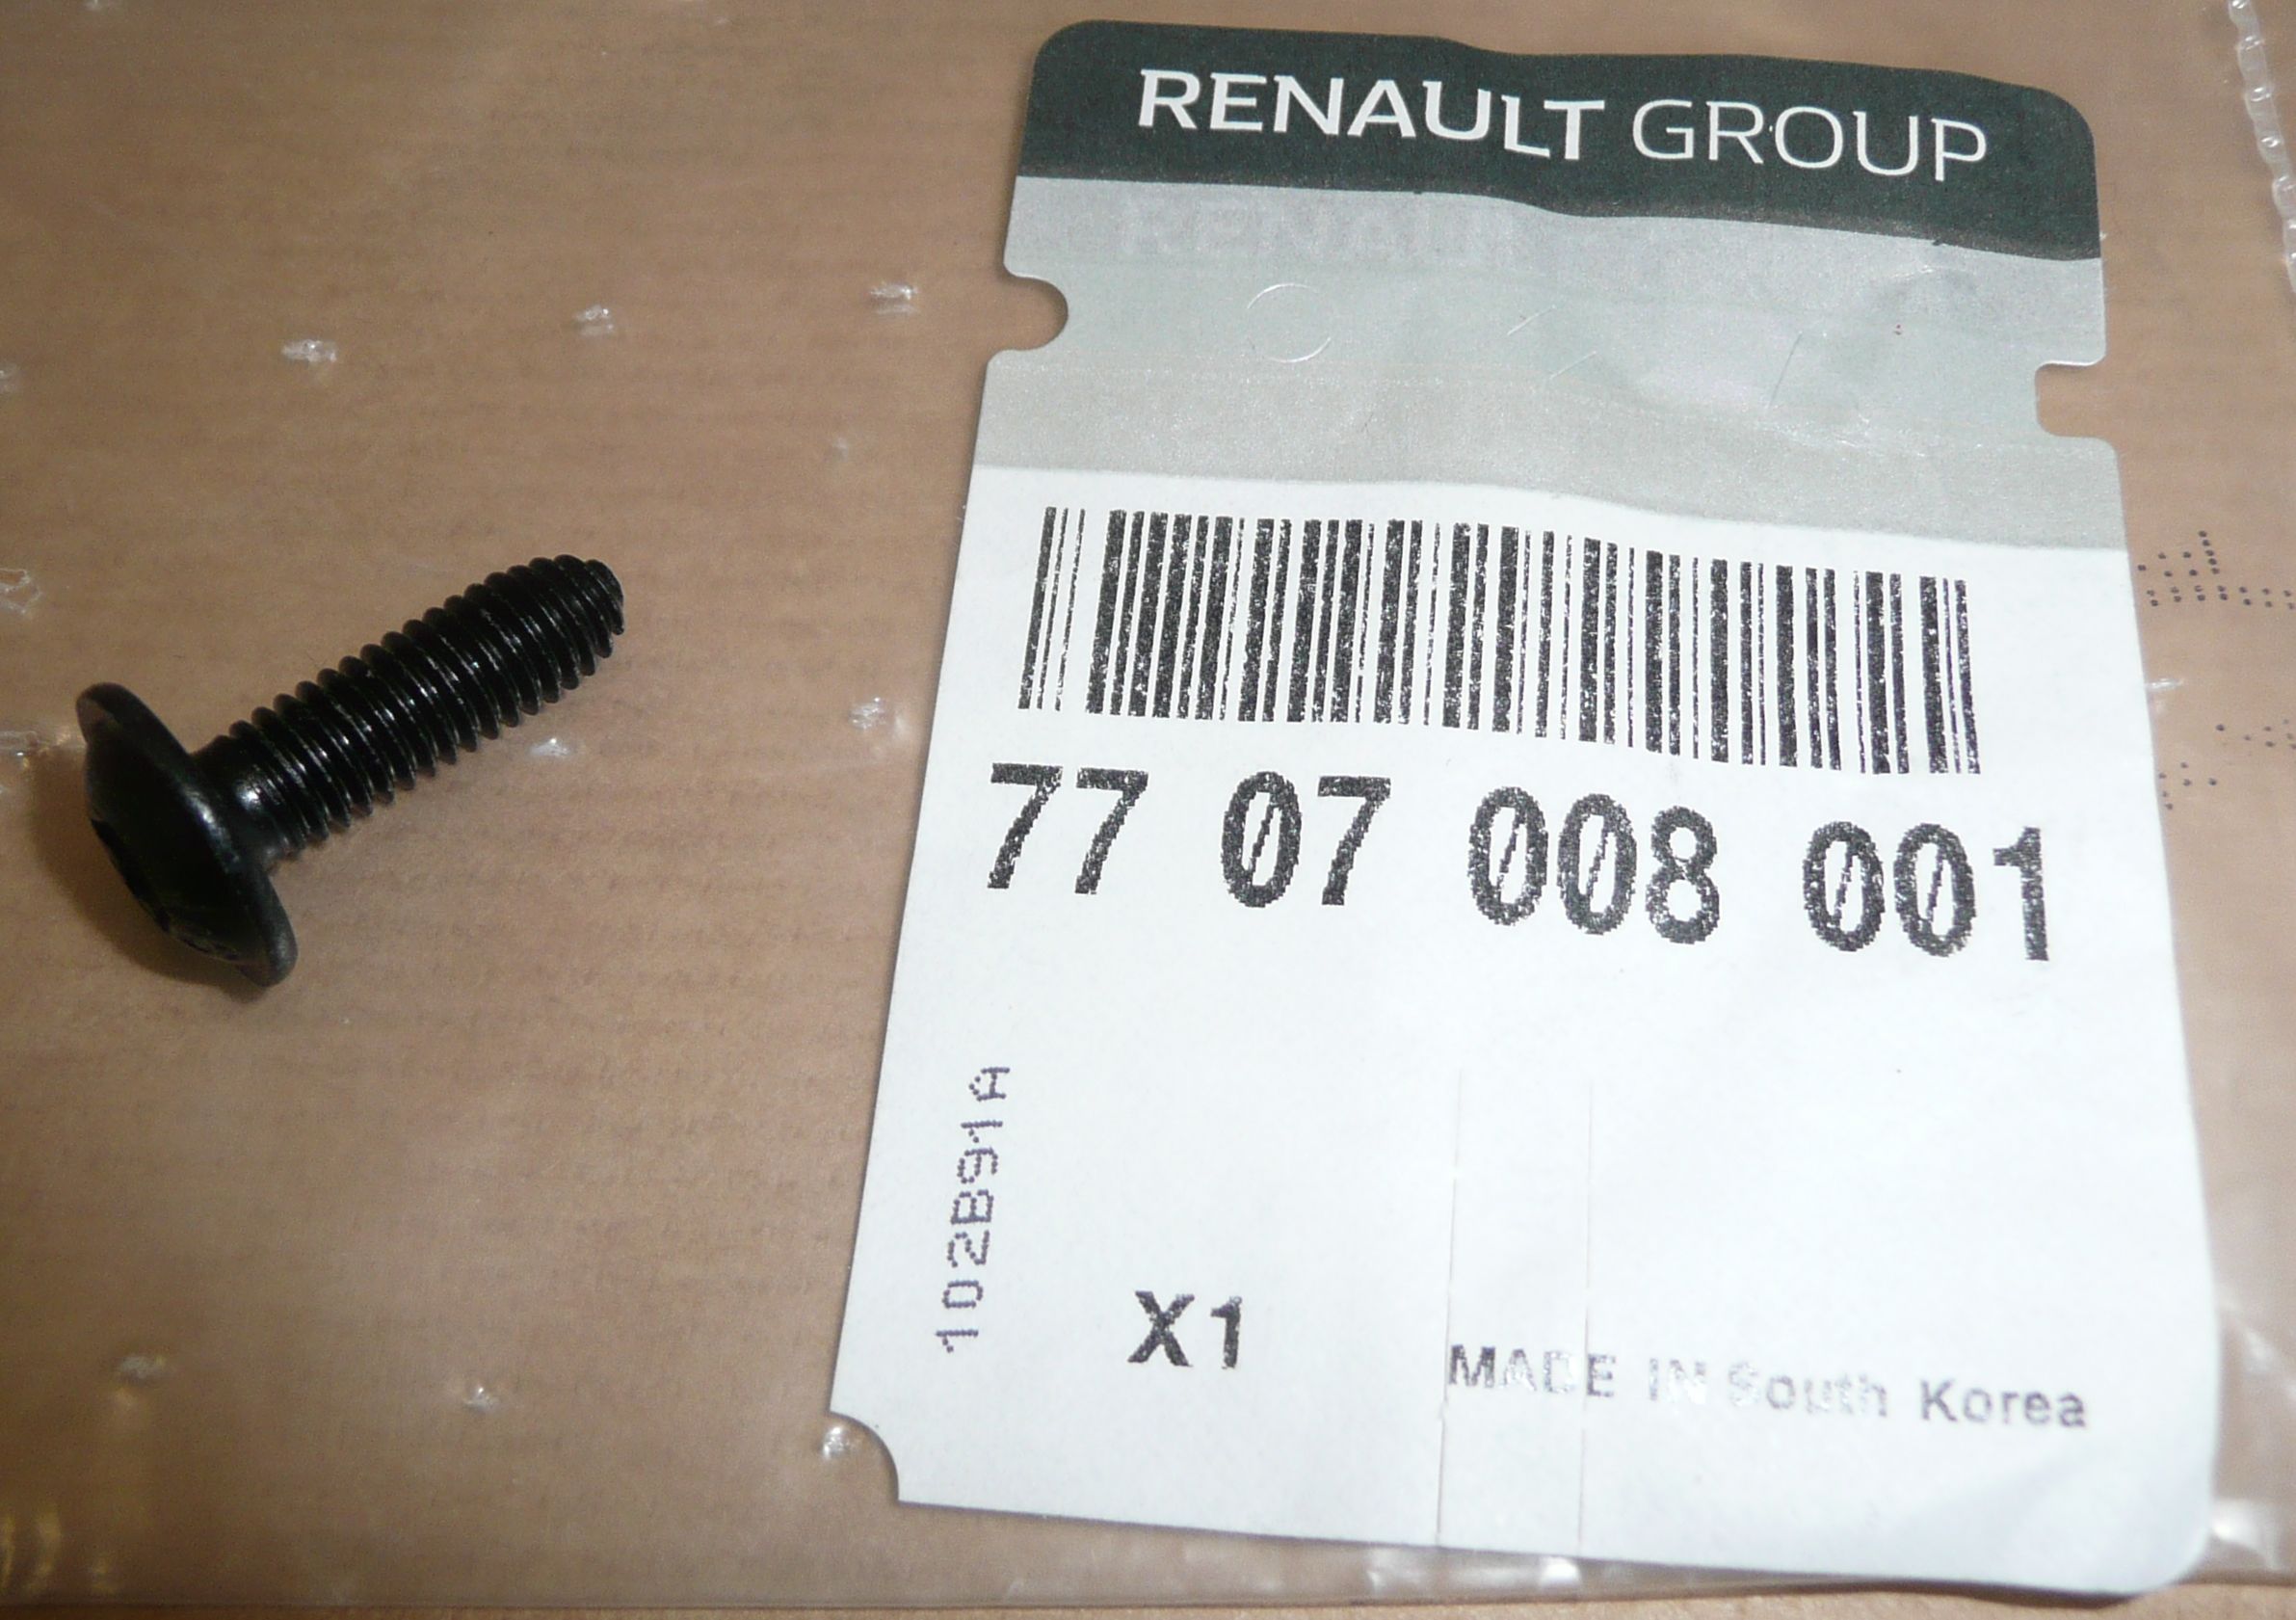 RENAULT GROUP
77 07 008 001
102B91A
X1
MADE IN South Korea